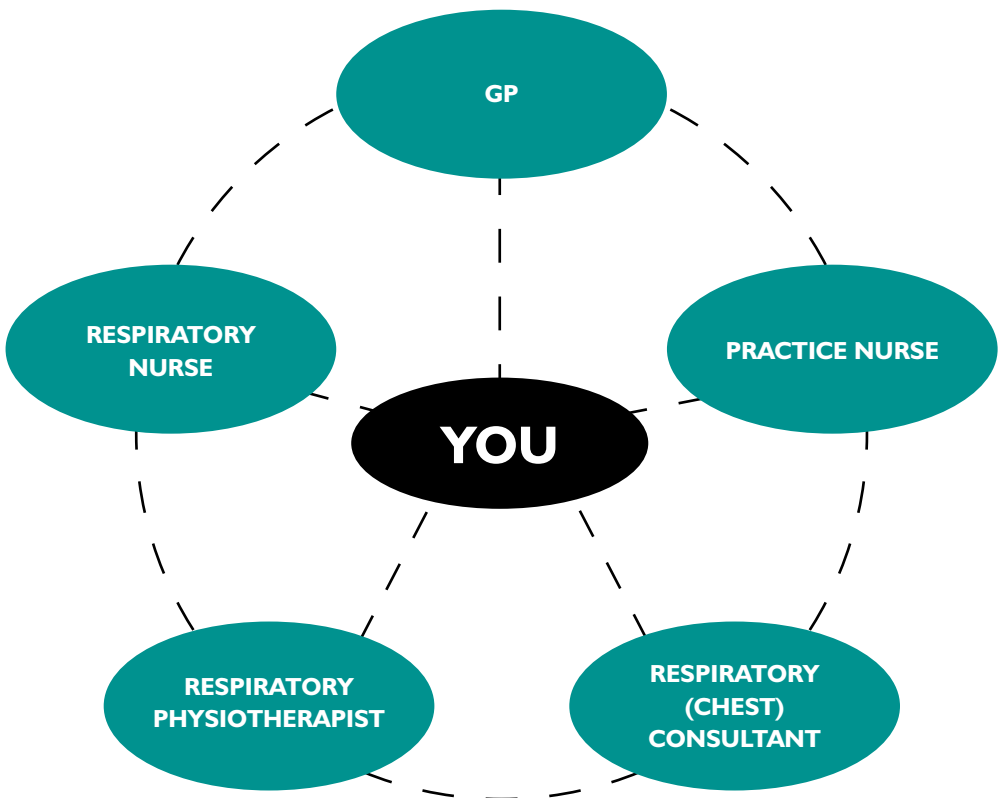 GP
RESPIRATORY
NURSE
PRACTICE NURSE
YOU
RESPIRATORY
PHYSIOTHERAPIST
RESPIRATORY
(CHEST)
CONSULTANT